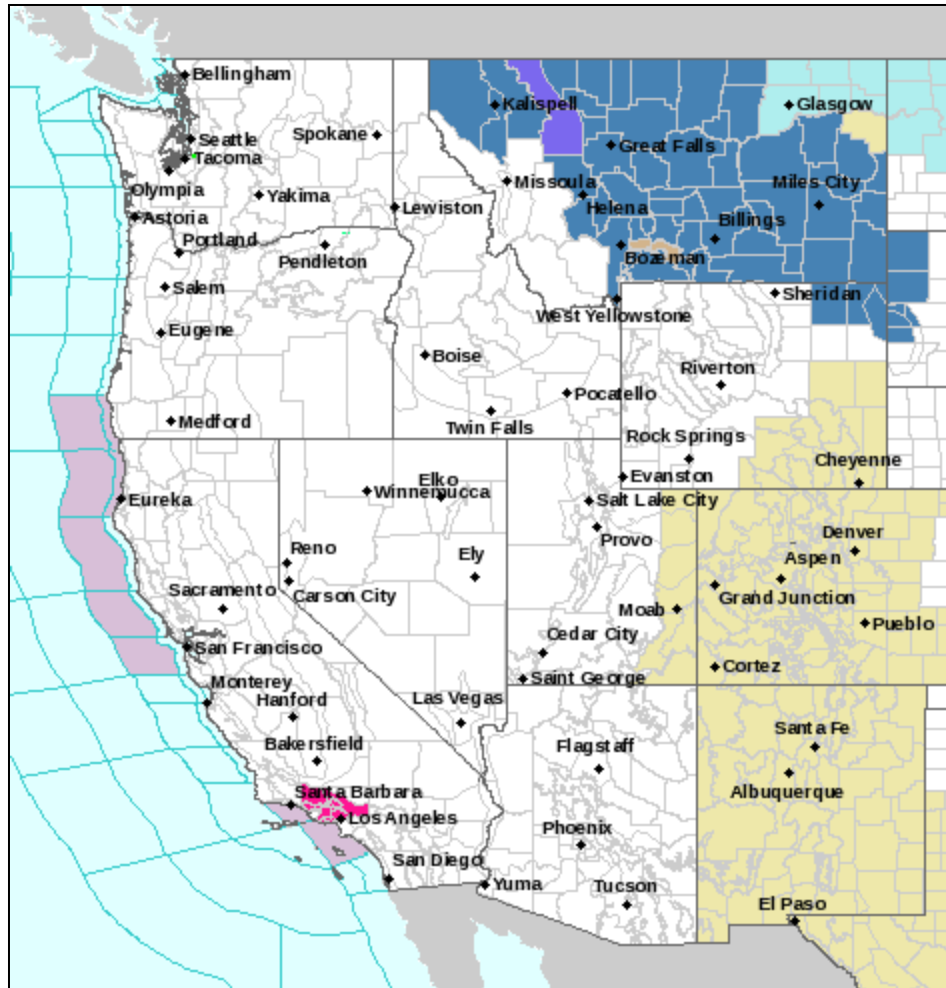 Bellingham
Kalispell
Glasgow
Seattle
Spokane
Great Falls
Tacoma
Olympia
Yakima
Missoula
Miles City
Astoria
Lewiston
Helena
Billings
Portland
Pendleton
Bozeman
Salem
Sheridan
West Yellowstone
Eugene
Boise
Riverton
Medford
Pocatello
Twin Falls
Rock Springs
Cheyenne
Elko
Evanston
Eureka
Winnemucca
Salt Lake City
Provo
Denver
Reno
Ely
Aspen
Sacramento
Carson City
Grand Junction
Moab
Pueblo
San Francisco
Cedar City
Cortez
Monterey
Saint George
Hanford
Las Vegas
Santa Fe
Bakersfield
Flagstaff
Albuquerque
Santa Barbara
Los Angeles
Phoenix
San Diego
Yuma
Tucson
El Paso